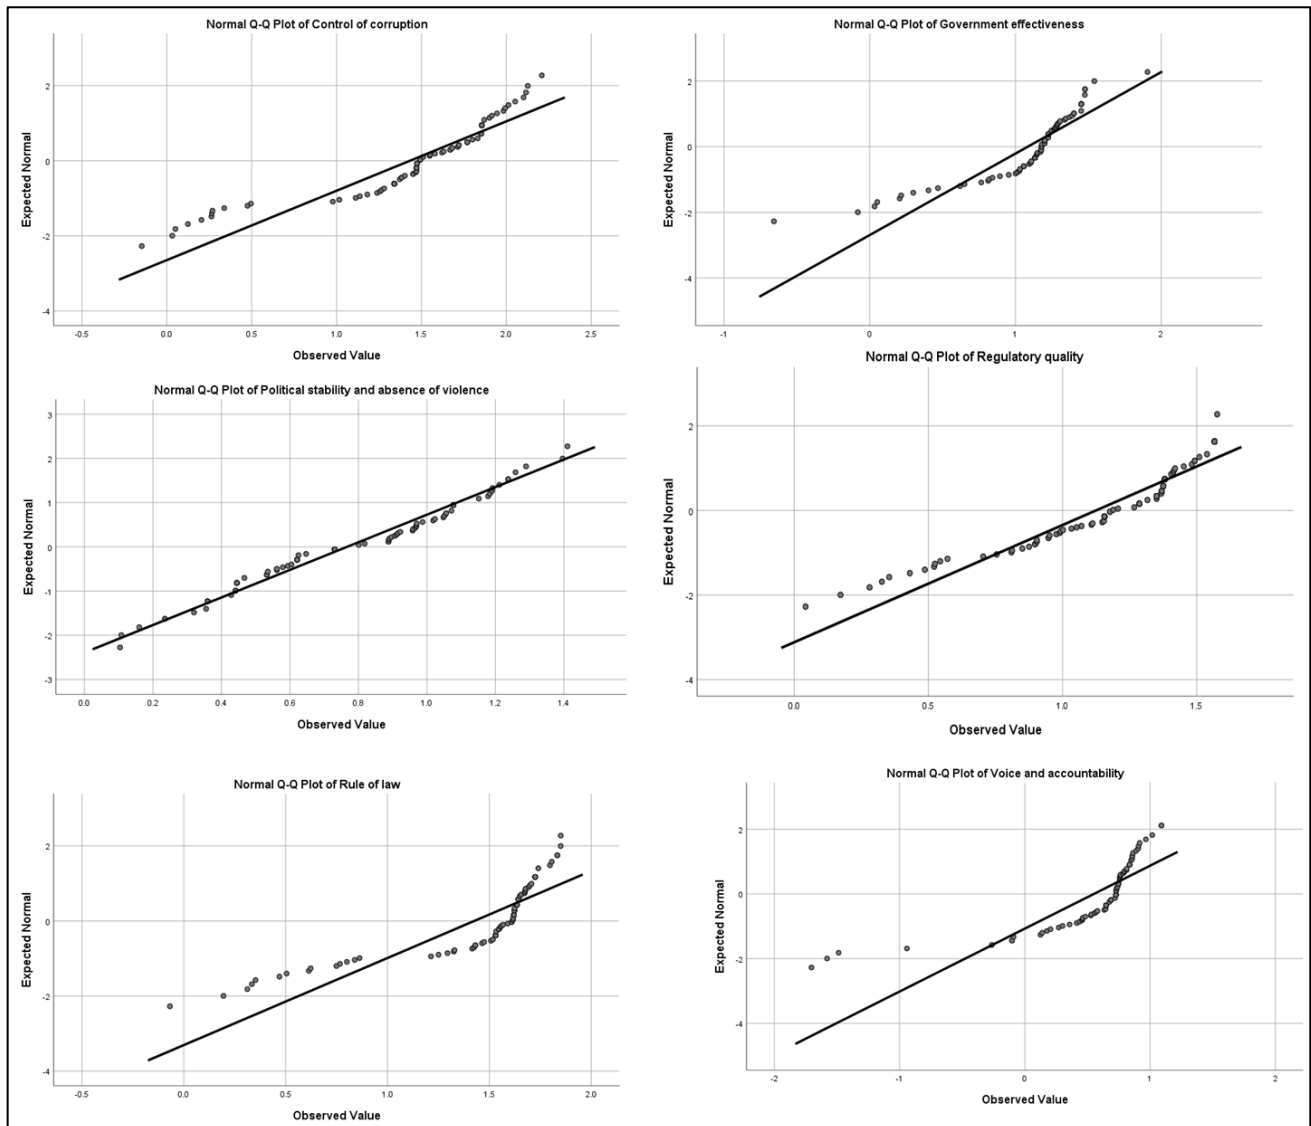 Normal Q-Q Plot of Control of corruption
Expected Normal
2
0
-2
-4
-0.5 0.0 0.5 1.0 1.5 2.0 2.5
Observed Value
Normal Q-Q Plot of Government effectiveness
Expected Normal
2
0
-2
-4
-1 0 1 2
Normal Q-Q Plot of Political stability and absence of violence
Expected Normal
3
2
1
0
-1
-2
-3
0.0 0.2 0.4 0.6 0.8 1.0 1.2 1.4
Observed Value
Normal Q-Q Plot of Regulatory quality
Expected Normal
2
0
-2
-4
0.0 0.5 1.0 1.5
Observed Value
Normal Q-Q Plot of Rule of law
Expected Normal
2
0
-2
-4
-0.5 0.0 0.5 1.0 1.5 2.0
Observed Value
Normal Q-Q Plot of Voice and accountability
Expected Normal
2
0
-2
-4
-2 -1 0 1 2
Observed Value